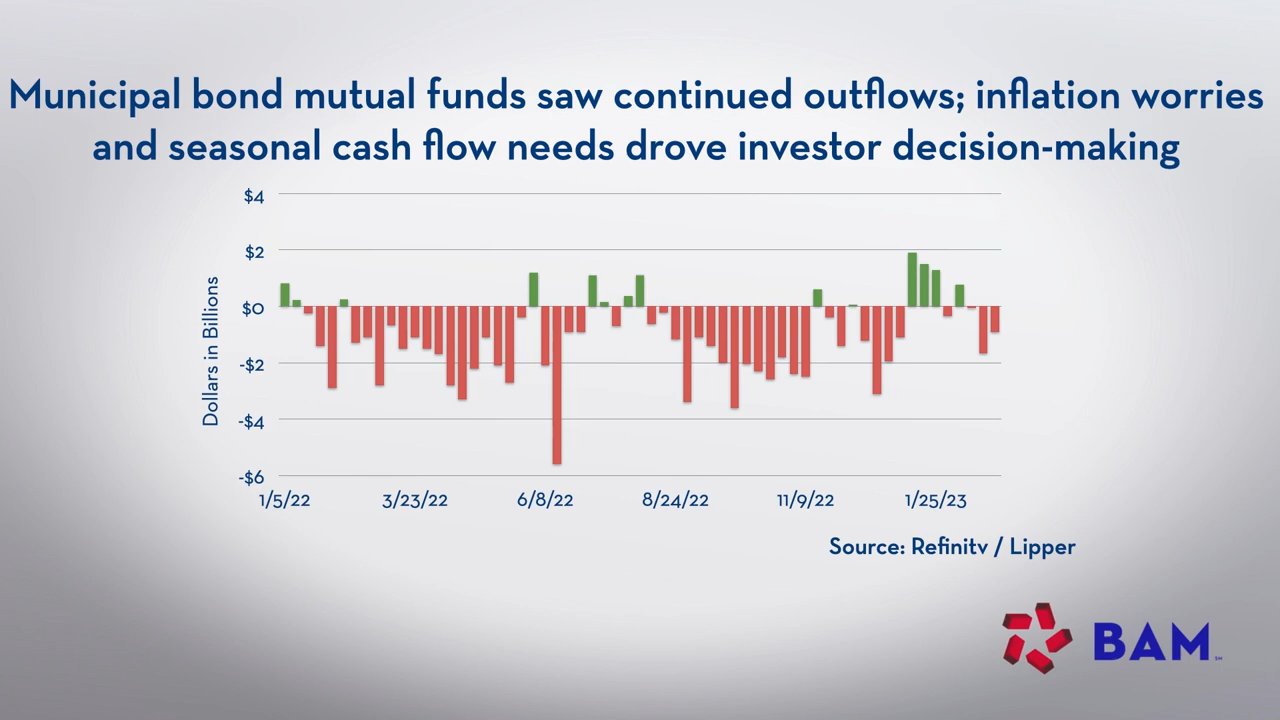 Municipal bond mutual funds saw continued outflows; inflation worries
and seasonal cash flow needs drove investor decision-making
$4
$2
$0
-$2
-$4
-$6
Dollars in Billions
1/5/22 3/23/22 6/8/22 8/24/22 11/9/22 1/25/23
Source: Refinitv / Lipper
BAM SM